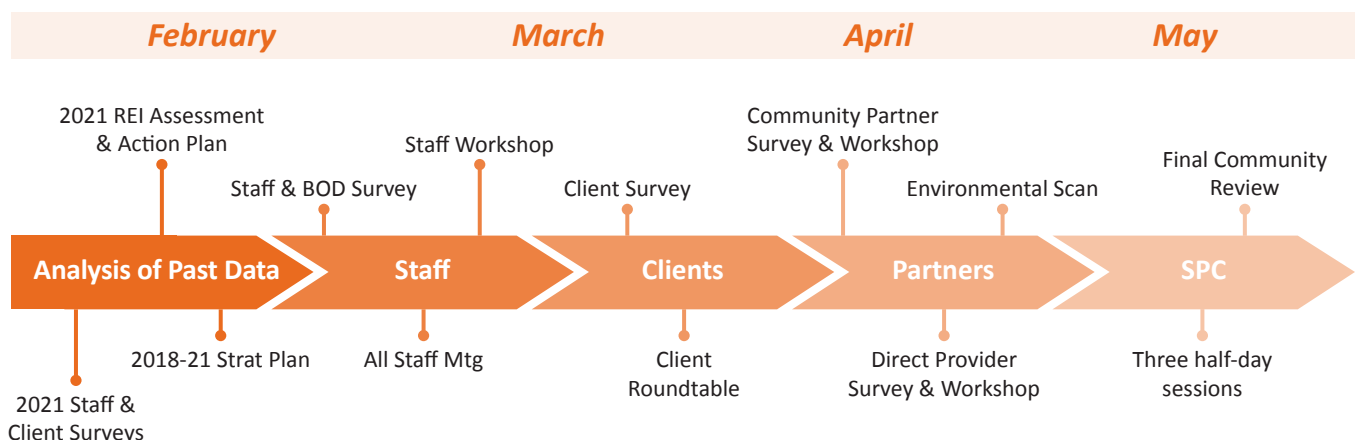 February March April May
2021 REI Assessment
& Action Plan
Staff & BOD Survey
Staff Workshop
Client Survey
Community Partner
Survey & Workshop
Environmental Scan
Final Community
Review
Analysis of Past Data
Staff
Clients
Partners
SPC
2021 Staff &
Client Surveys
2018-21 Strat Plan
All Staff Mtg
Client
Roundtable
Direct Provider
Survey & Workshop
Three half-day
sessions